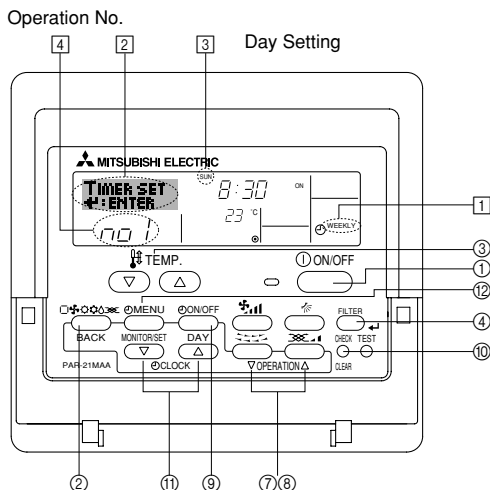 Operation No.
4 2 3 Day Setting
MITSUBISHI ELECTRIC
SUN
TIMER SET 8:30 ON
↵:ENTER
23 °C
no 1 WEEKLY 1
TEMP. ON/OFF
▽ △
③
①
⑫
MENU ON/OFF FILTER ↵
④
BACK MONITOR/SET DAY CHECK TEST
⑩
PAR-21MAA ▽ △ ▽OPERATION△ CLEAR
CLOCK
② ⑪ ⑨ ⑦⑧